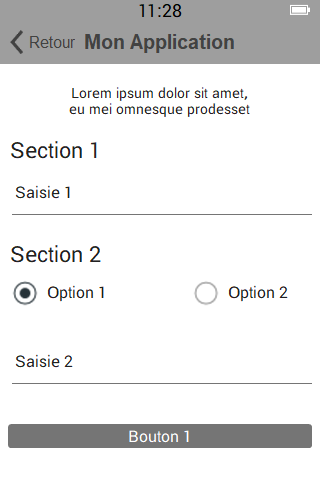 11:28
Retour Mon Application
Lorem ipsum dolor sit amet,
eu mei omnesque prodesset
Section 1
Saisie 1
Section 2
Option 1 Option 2
Saisie 2
Bouton 1